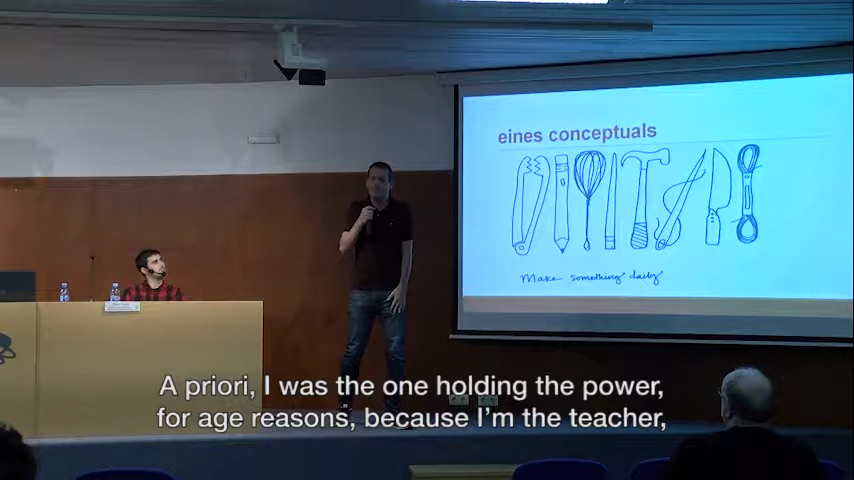 eines conceptuals
Make something daily
A priori, I was the one holding the power,
for age reasons, because I'm the teacher,